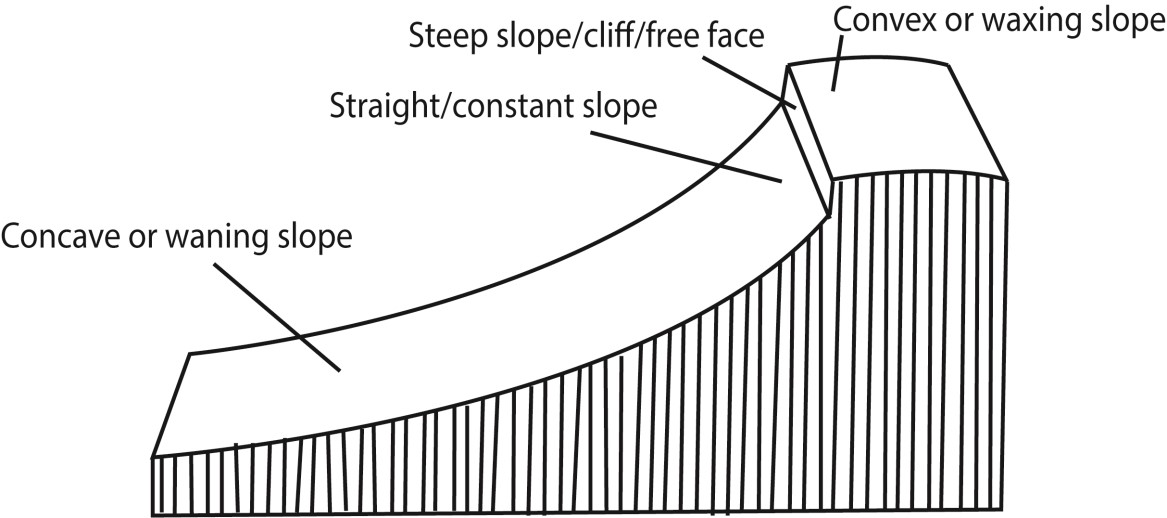 Convex or waxing slope
Steep slope/cliff/free face
Straight/constant slope
Concave or waning slope